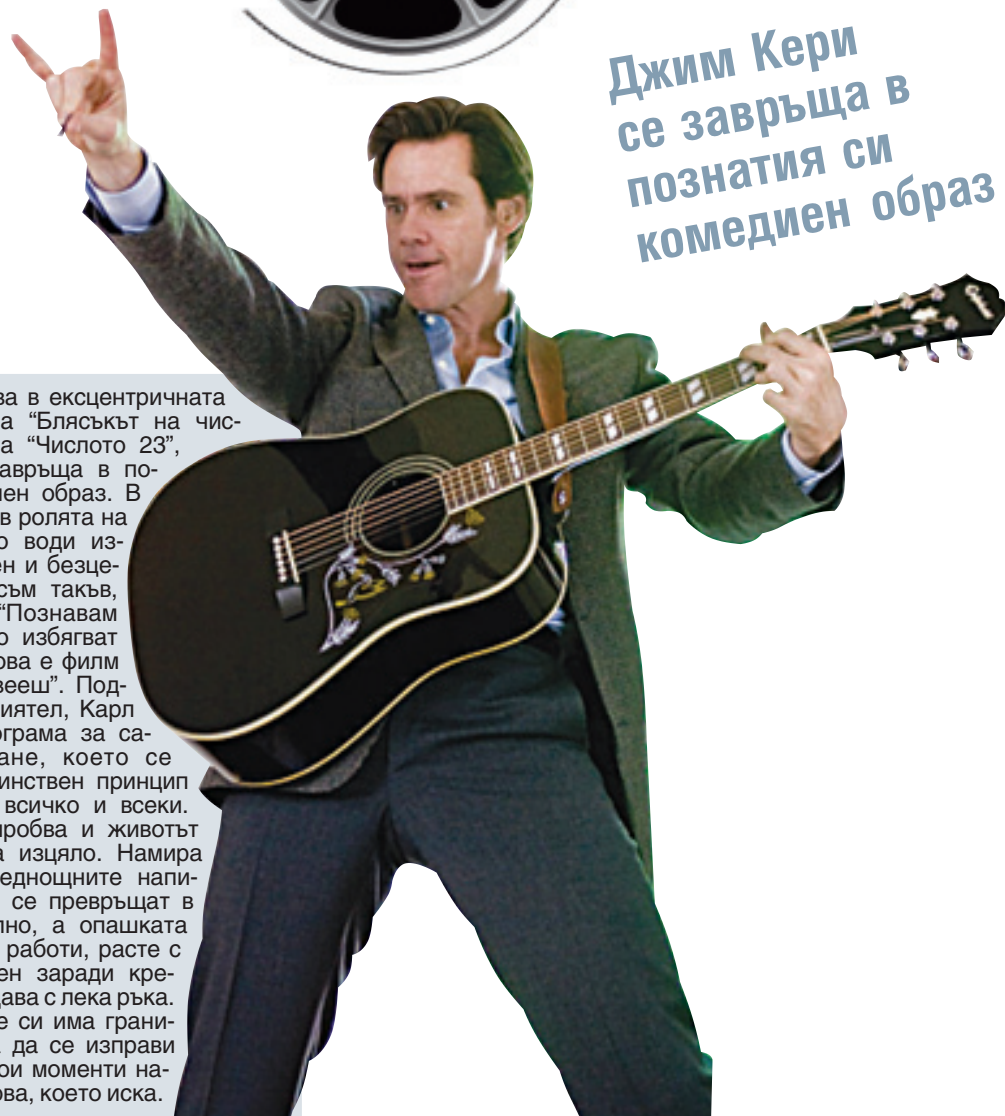 Джим Кери
се завръща в
познатия си
комедиен образ
ва в ексцентричната
а “Блясъкът на чис-
а “Числото 23”,
авръща в по-
иен образ. В
в ролята на
о води из-
ен и безце-
съм такъв,
“Познавам
о избягват
ова е филм
вееш”. Под-
иятел, Карл
ограма за са-
ане, което се
инствен принцип
всичко и всеки.
пробва и животът
а изцяло. Намира
еднощните напи-
се превръщат в
лно, а опашката
работи, расте с
ен заради кре-
дава с лека ръка.
е си има грани-
а да се изправи
ои моменти на-
ова, което иска.